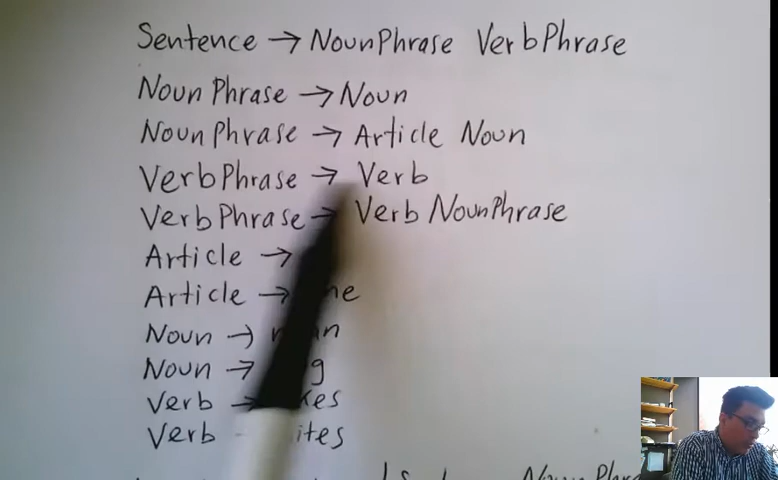 Sentence → NounPhrase VerbPhrase
NounPhrase → Noun
NounPhrase → Article Noun
VerbPhrase → Verb
VerbPhrase → Verb NounPhrase
Article →
Article →
Noun →
Noun →
Verb →
Verb